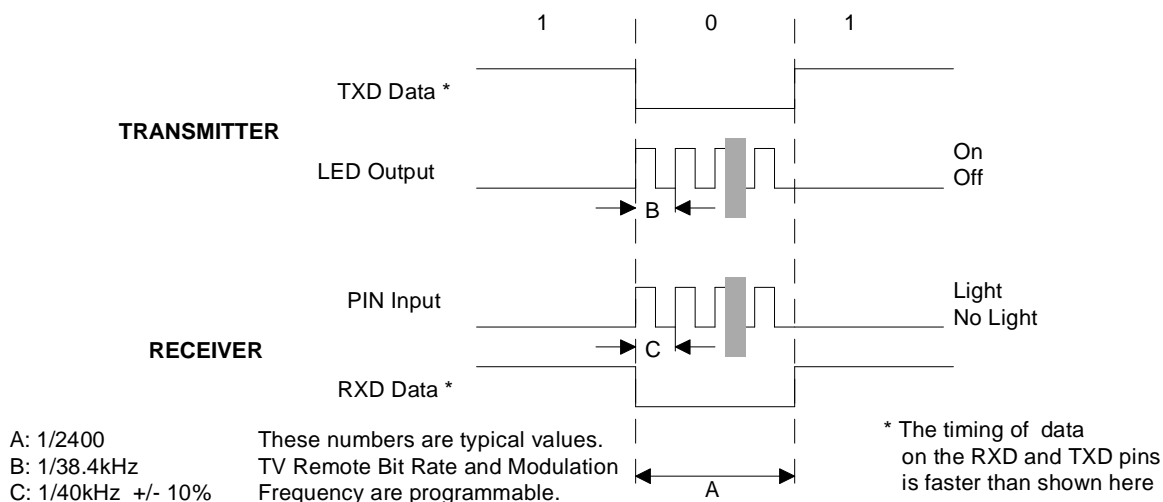 1 0 1
TXD Data *
TRANSMITTER
LED Output
On
Off
B
PIN Input
Light
No Light
RECEIVER
C
RXD Data *
A: 1/2400
B: 1/38.4kHz
C: 1/40kHz +/- 10%
These numbers are typical values.
TV Remote Bit Rate and Modulation
Frequency are programmable.
A
* The timing of data
on the RXD and TXD pins
is faster than shown here